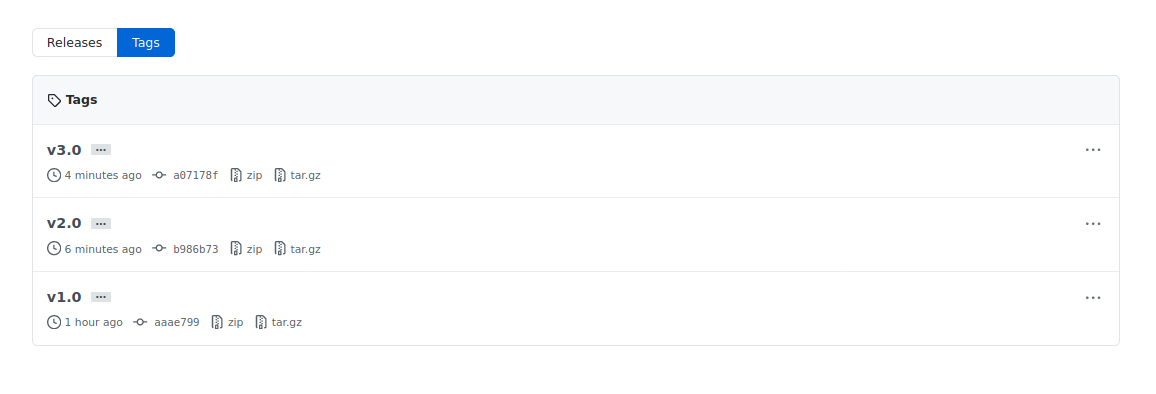 Releases Tags
Tags
v3.0 ...
4 minutes ago a07178f zip tar.gz
v2.0 ...
6 minutes ago b986b73 zip tar.gz
v1.0 ...
1 hour ago aaae799 zip tar.gz